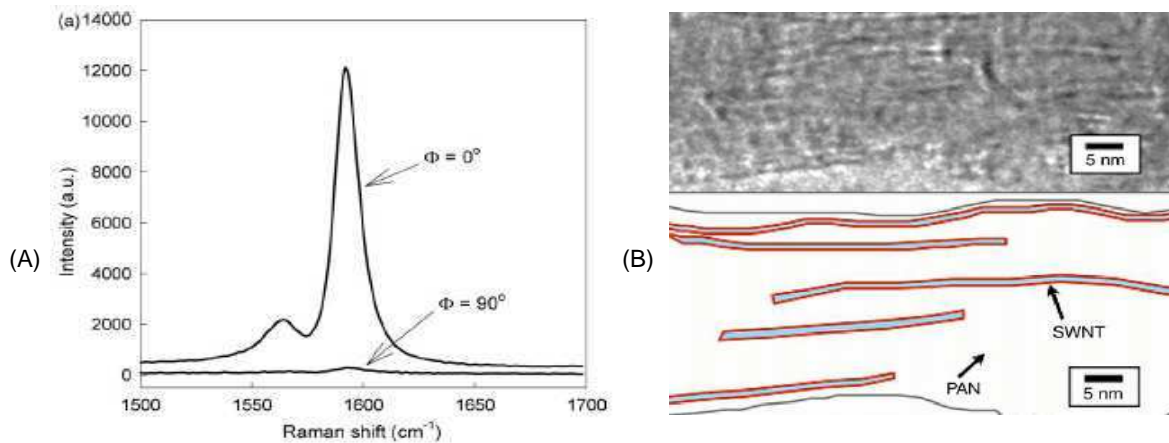 (A)
(a)
14000
12000
10000
8000
6000
4000
2000
0
Intensity (a.u.)
Φ = 0°
Φ = 90°
1500 1550 1600 1650 1700
Raman shift (cm⁻¹)
(B)
5 nm
SWNT
PAN
5 nm